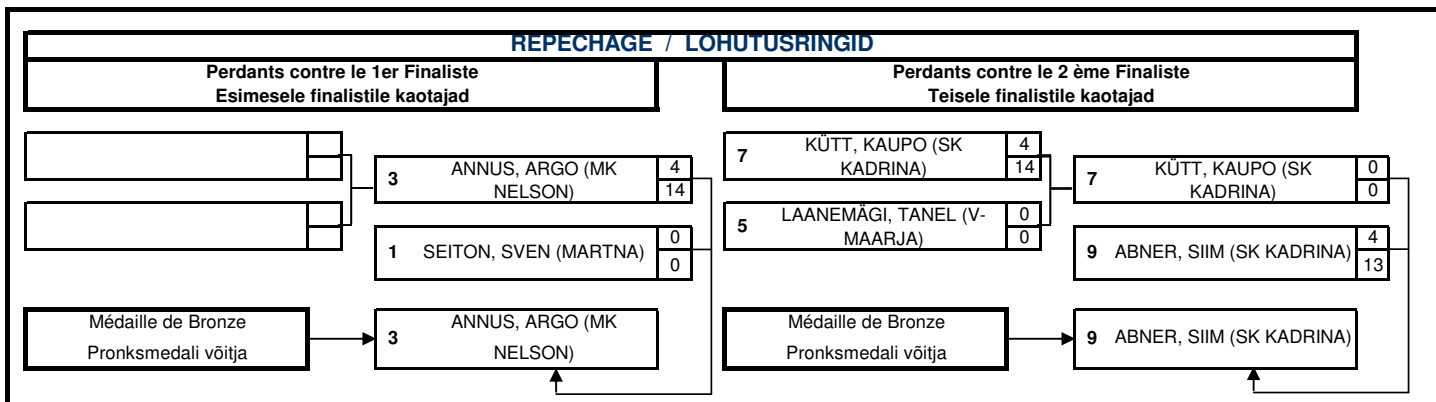 REPECHAGE / LOHUTUSRINGID
Perdants contre le 1er Finaliste
Esimesele finalistile kaotajad
Perdants contre le 2 ème Finaliste
Teisele finalistile kaotajad
3 ANNUS, ARGO (MK
NELSON)
4
14
1 SEITON, SVEN (MARTNA)
0
0
Médaille de Bronze
Pronksmedali võitja
3 ANNUS, ARGO (MK
NELSON)
7 KÜTT, KAUPO (SK
KADRINA)
4
14
5 LAANEMÄGI, TANEL (V-
MAARJA)
0
0
7 KÜTT, KAUPO (SK
KADRINA)
0
0
9 ABNER, SIIM (SK KADRINA)
4
13
Médaille de Bronze
Pronksmedali võitja
9 ABNER, SIIM (SK KADRINA)